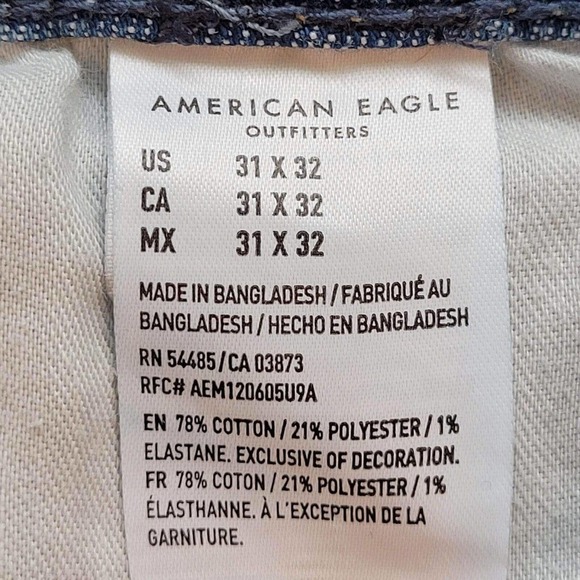 AMERICAN EAGLE
OUTFITTERS
US 31 X 32
CA 31 X 32
MX 31 X 32
MADE IN BANGLADESH / FABRIQUÉ AU
BANGLADESH / HECHO EN BANGLADESH
RN 54485/CA 03873
RFC# AEM120605U9A
EN 78% COTTON / 21% POLYESTER / 1%
ELASTANE. EXCLUSIVE OF DECORATION.
FR 78% COTON / 21% POLYESTER / 1%
ÉLASTHANNE. À L'EXCEPTION DE LA
GARNITURE.